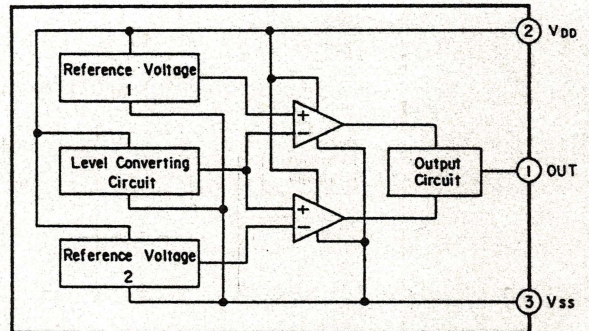 Reference Voltage
1
Level Converting
Circuit
Reference Voltage
2
+
−
+
−
Output
Circuit
2 VDD
1 OUT
3 VSS